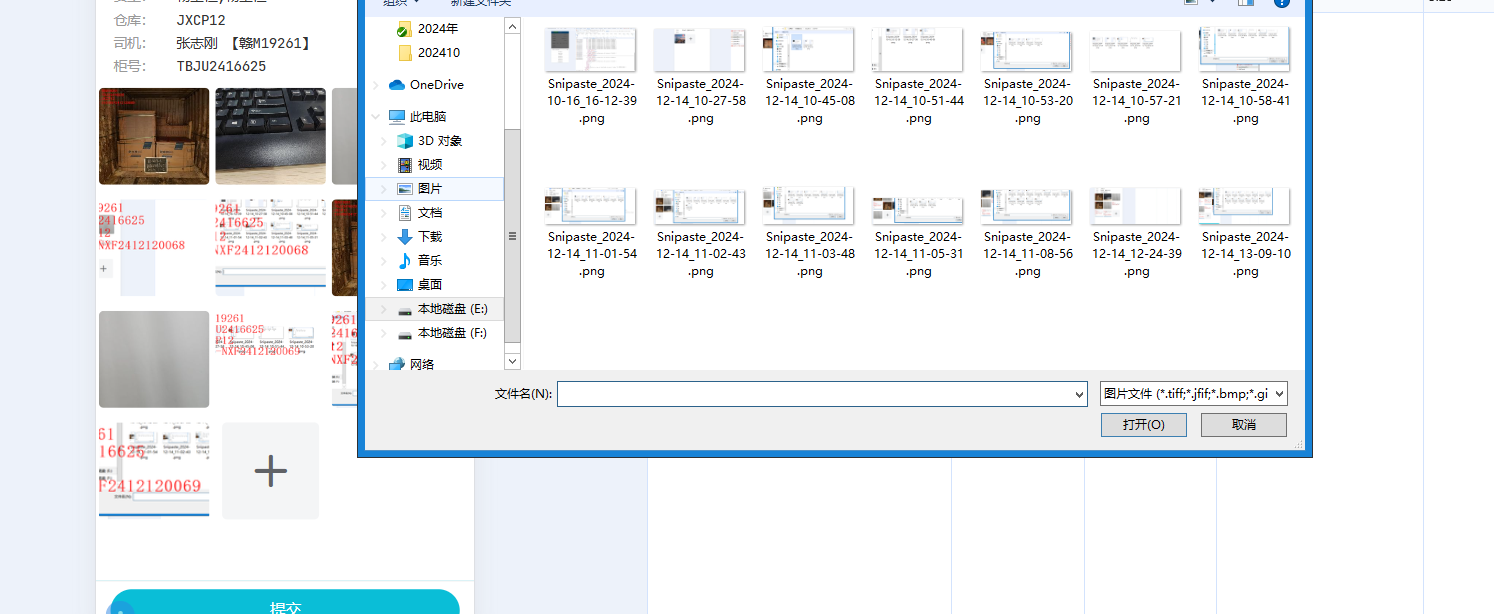 组织
新建文件夹
仓库： JXCP12
司机： 张志刚 【赣M19261】
柜号： TBJU2416625
2024年
202410
OneDrive
此电脑
3D 对象
视频
图片
文档
下载
音乐
桌面
本地磁盘 (E:)
本地磁盘 (F:)
网络
Snipaste_2024-10-16_16-12-39.png
Snipaste_2024-12-14_10-27-58.png
Snipaste_2024-12-14_10-45-08.png
Snipaste_2024-12-14_10-51-44.png
Snipaste_2024-12-14_10-53-20.png
Snipaste_2024-12-14_10-57-21.png
Snipaste_2024-12-14_10-58-41.png
Snipaste_2024-12-14_11-01-54.png
Snipaste_2024-12-14_11-02-43.png
Snipaste_2024-12-14_11-03-48.png
Snipaste_2024-12-14_11-05-31.png
Snipaste_2024-12-14_11-08-56.png
Snipaste_2024-12-14_12-24-39.png
Snipaste_2024-12-14_13-09-10.png
文件名(N):
图片文件 (*.tiff;*.jfif;*.bmp;*.gi
打开(O)
取消
9261
2416625
12
NXF2412120068
261
416625
NXF2412120068
19261
U2416625
P12
-NXF2412120069
9261
2416
12
NXF2
61
16625
F2412120069
提交